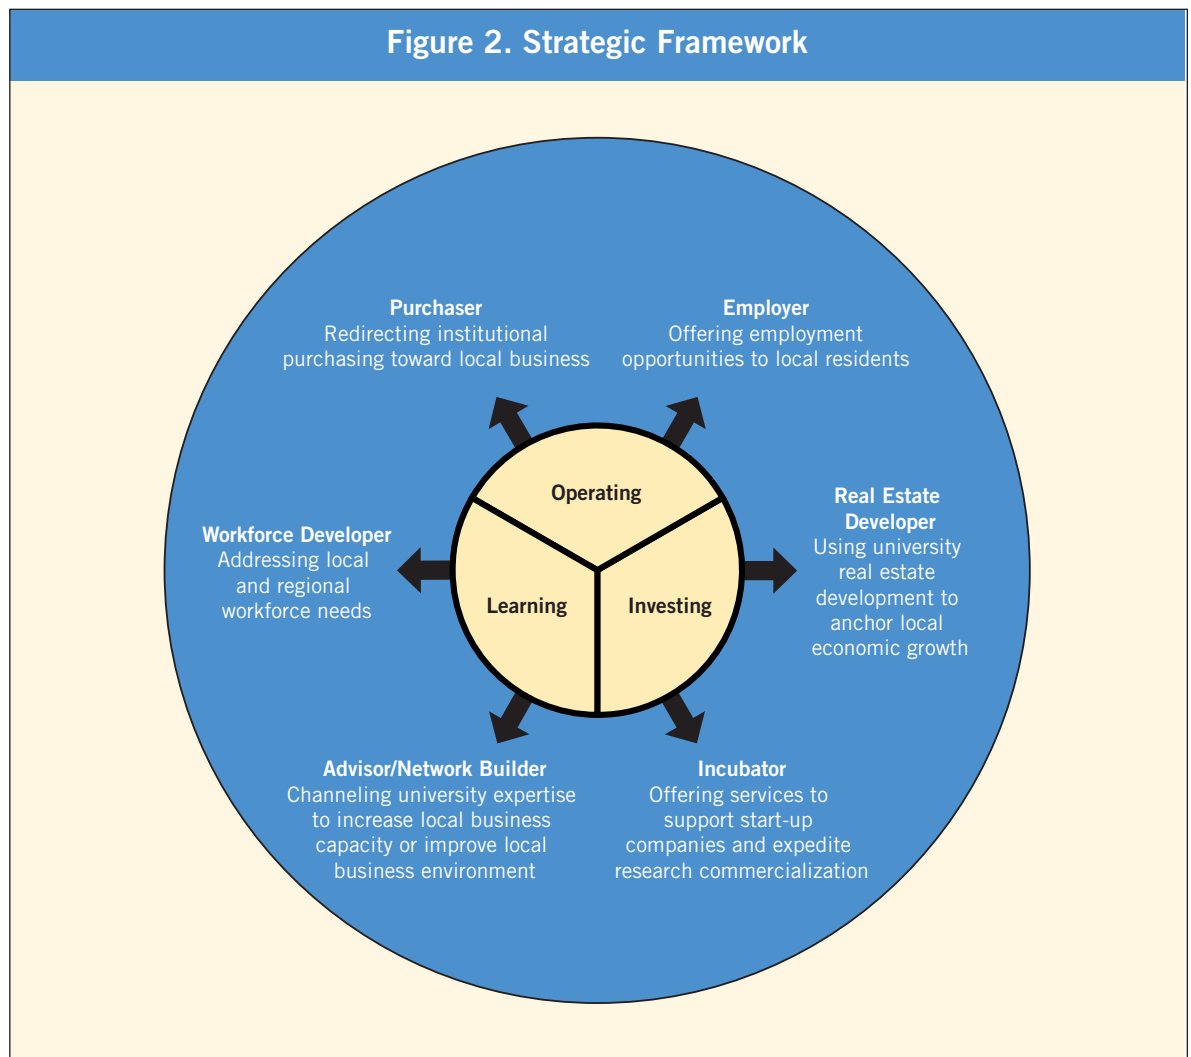 Figure 2. Strategic Framework
Purchaser
Redirecting institutional
purchasing toward local business
Employer
Offering employment
opportunities to local residents
Operating
Workforce Developer
Addressing local
and regional
workforce needs
Learning
Investing
Real Estate
Developer
Using university
real estate
development to
anchor local
economic growth
Advisor/Network Builder
Channeling university expertise
to increase local business
capacity or improve local
business environment
Incubator
Offering services to
support start-up
companies and expedite
research commercialization